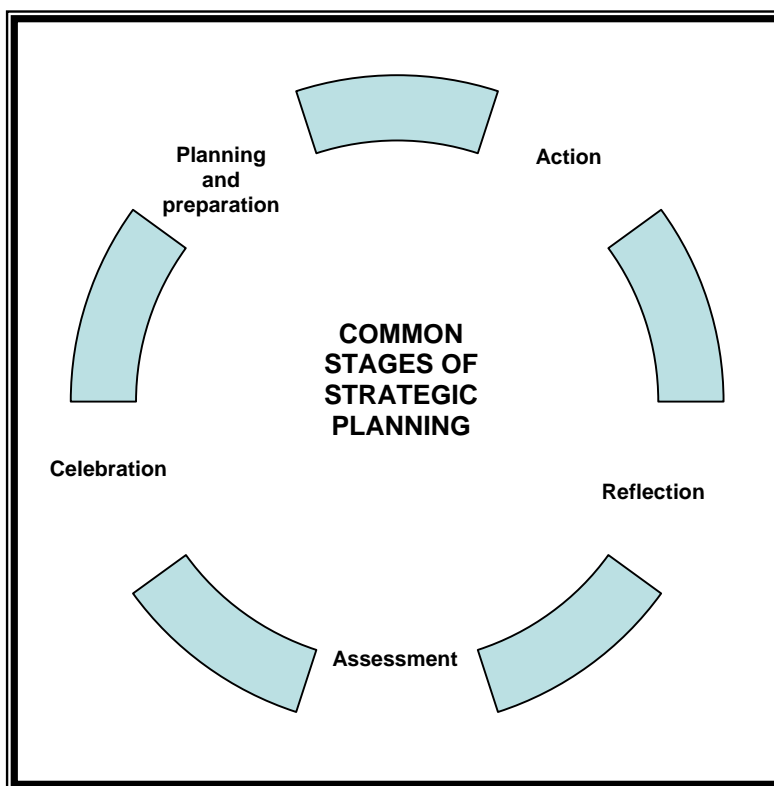 Planning
and
preparation
Action
COMMON
STAGES OF
STRATEGIC
PLANNING
Celebration
Reflection
Assessment